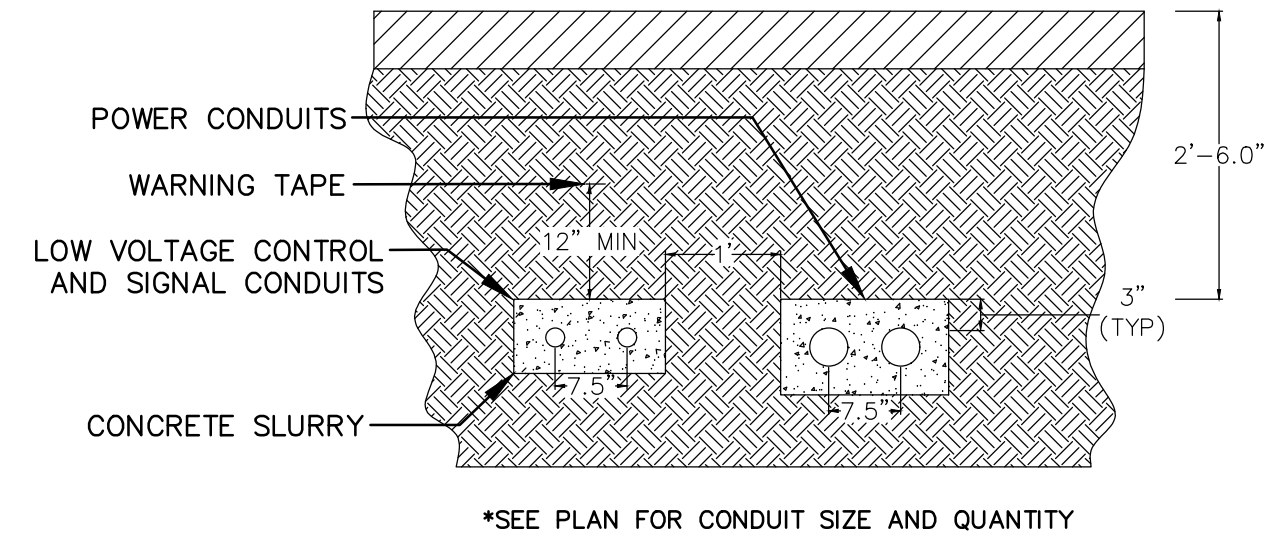 POWER CONDUITS
2'-6.0"
WARNING TAPE
12" MIN
1'
LOW VOLTAGE CONTROL
AND SIGNAL CONDUITS
3"
(TYP)
7.5"
7.5"
CONCRETE SLURRY
*SEE PLAN FOR CONDUIT SIZE AND QUANTITY